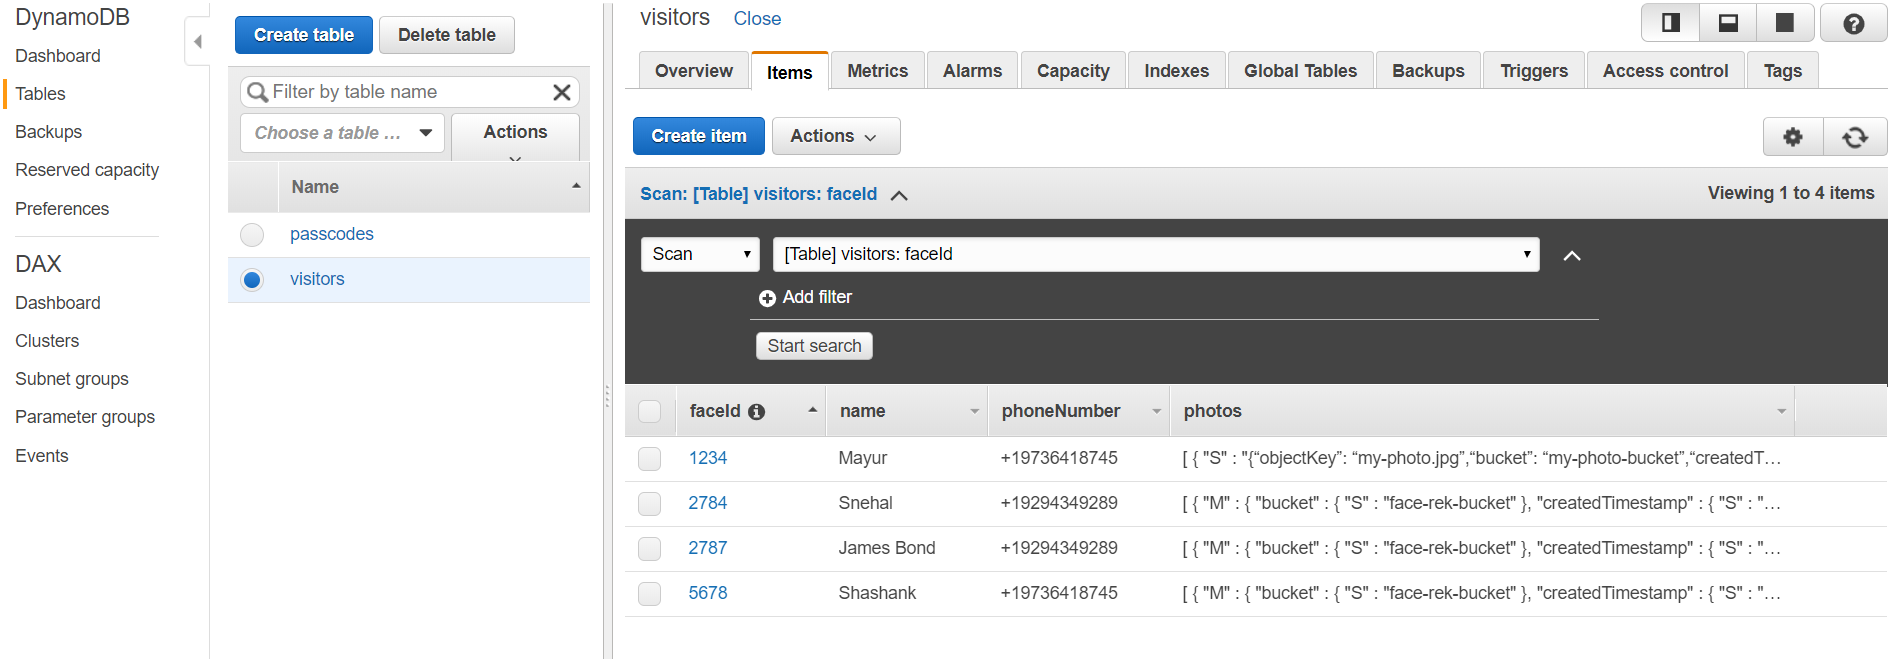 DynamoDB
Dashboard
Tables
Backups
Reserved capacity
Preferences
DAX
Dashboard
Clusters
Subnet groups
Parameter groups
Events
Create table
Delete table
Filter by table name
Choose a table ...
Actions
Name
passcodes
visitors
visitors Close
Overview Items Metrics Alarms Capacity Indexes Global Tables Backups Triggers Access control Tags
Create item Actions
Scan: [Table] visitors: faceId
Viewing 1 to 4 items
Scan [Table] visitors: faceId
Add filter
Start search
faceId name phoneNumber photos
1234 Mayur +19736418745 [ { "S" : "{“objectKey”: “my-photo.jpg”,“bucket”: “my-photo-bucket”,“createdT…
2784 Snehal +19294349289 [ { "M" : { "bucket" : { "S" : "face-rek-bucket" }, "createdTimestamp" : { "S" : "…
2787 James Bond +19294349289 [ { "M" : { "bucket" : { "S" : "face-rek-bucket" }, "createdTimestamp" : { "S" : "…
5678 Shashank +19736418745 [ { "M" : { "bucket" : { "S" : "face-rek-bucket" }, "createdTimestamp" : { "S" : "…